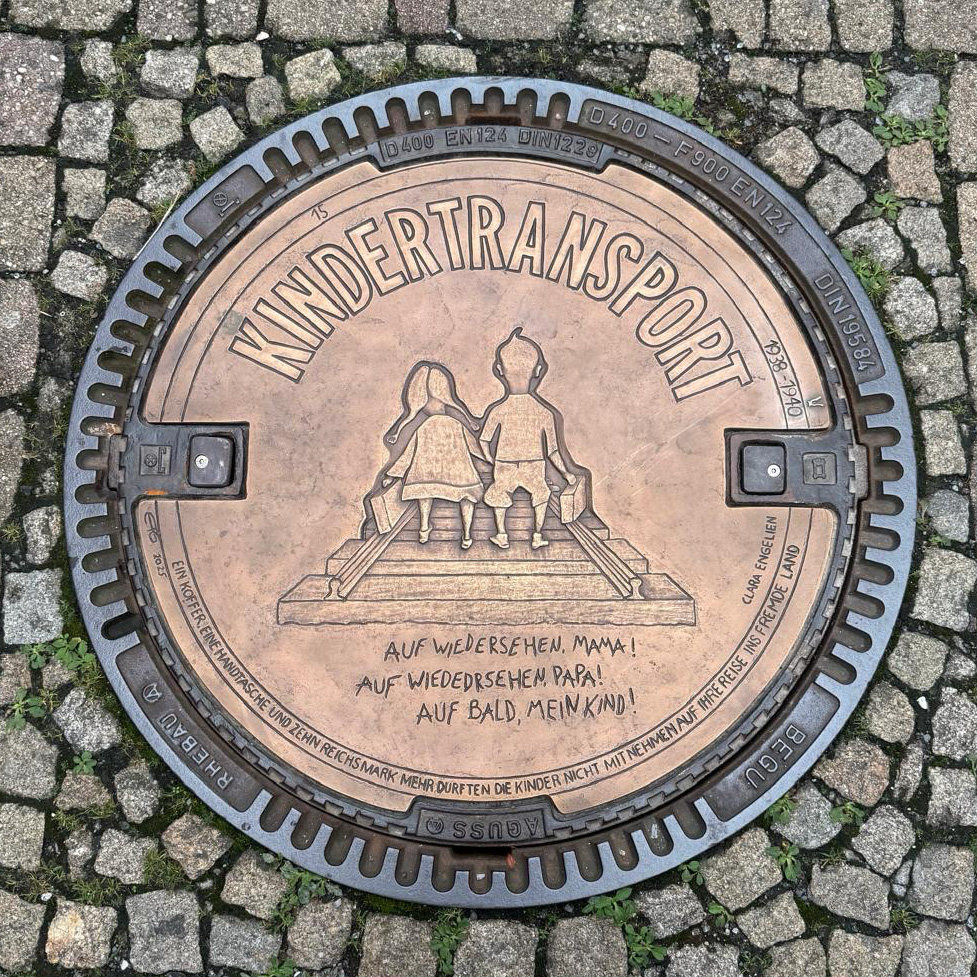 D400 — F900 EN124
D400 EN124 DIN1229
DIN 19584
15
KINDERTRANSPORT
1938-1940
V
2025
CLARA ENGELIEN
AUF WIEDERSEHEN, MAMA!
AUF WIEDEDRSEHEN, PAPA!
AUF BALD, MEIN KIND!
EIN KOFFER, EINE HANDTASCHE UND ZEHN REICHSMARK MEHR DURFTEN DIE KINDER NICHT MITNEHMEN AUF IHRE REISE INS FREMDE LAND
RHEBAU
BEGU
AGUSS